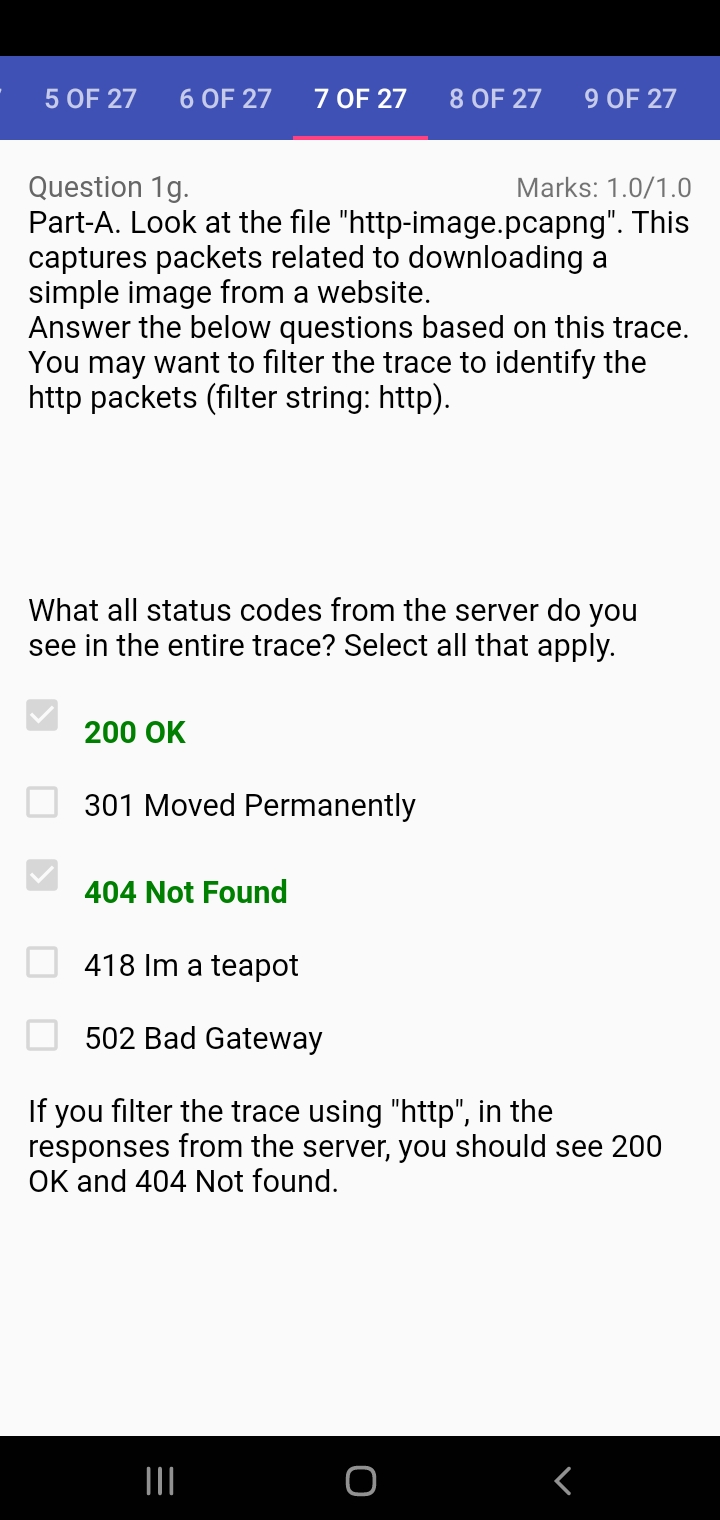 5 OF 27 6 OF 27 7 OF 27 8 OF 27 9 OF 27
Question 1g. Marks: 1.0/1.0
Part-A. Look at the file "http-image.pcapng". This
captures packets related to downloading a
simple image from a website.
Answer the below questions based on this trace.
You may want to filter the trace to identify the
http packets (filter string: http).
What all status codes from the server do you
see in the entire trace? Select all that apply.
200 OK
301 Moved Permanently
404 Not Found
418 Im a teapot
502 Bad Gateway
If you filter the trace using "http", in the
responses from the server, you should see 200
OK and 404 Not found.